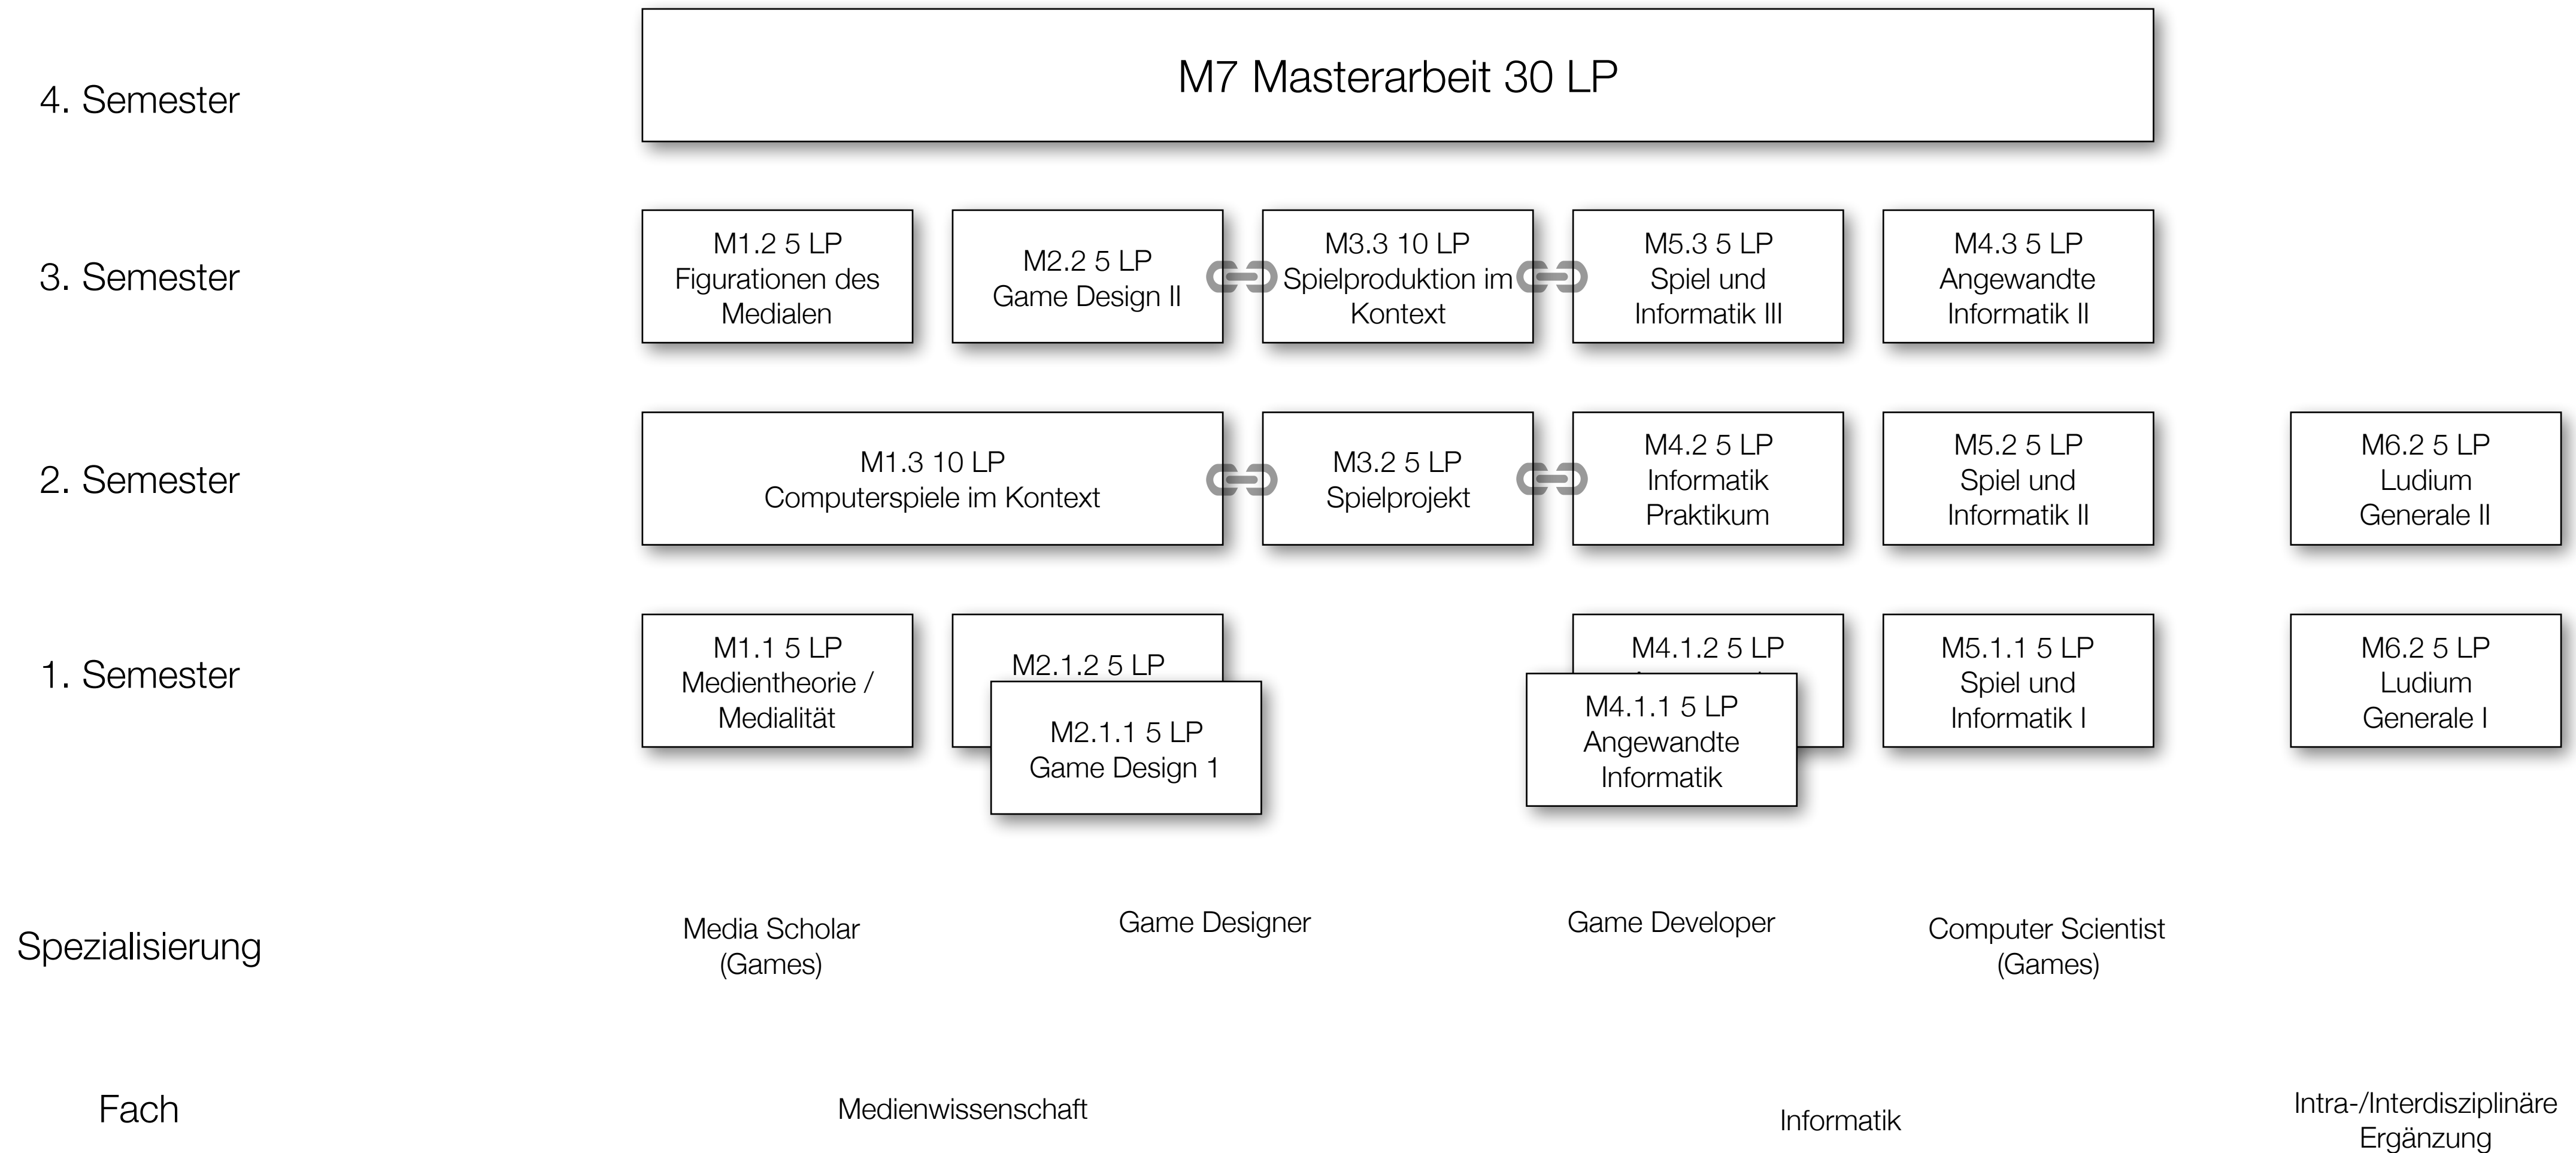 4. Semester
M7 Masterarbeit 30 LP
3. Semester
M1.2 5 LP
Figurationen des
Medialen
M2.2 5 LP
Game Design II
M3.3 10 LP
Spielproduktion im
Kontext
M5.3 5 LP
Spiel und
Informatik III
M4.3 5 LP
Angewandte
Informatik II
2. Semester
M1.3 10 LP
Computerspiele im Kontext
M3.2 5 LP
Spielprojekt
M4.2 5 LP
Informatik
Praktikum
M5.2 5 LP
Spiel und
Informatik II
M6.2 5 LP
Ludium
Generale II
1. Semester
M1.1 5 LP
Medientheorie /
Medialität
M2.1.2 5 LP
M2.1.1 5 LP
Game Design 1
M4.1.2 5 LP
M4.1.1 5 LP
Angewandte
Informatik
M5.1.1 5 LP
Spiel und
Informatik I
M6.2 5 LP
Ludium
Generale I
Spezialisierung
Media Scholar
(Games)
Game Designer
Game Developer
Computer Scientist
(Games)
Fach
Medienwissenschaft
Informatik
Intra-/Interdisziplinäre
Ergänzung